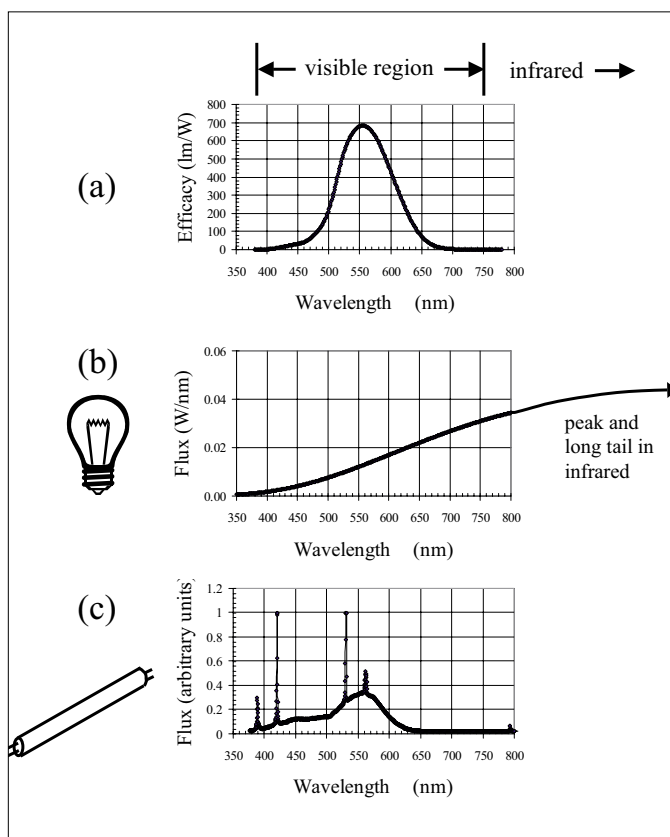 visible region
infrared
(a)
Efficacy (lm/W)
800
700
600
500
400
300
200
100
0
350 400 450 500 550 600 650 700 750 800
Wavelength (nm)
(b)
Flux (W/nm)
0.06
0.04
0.02
0.00
350 400 450 500 550 600 650 700 750 800
Wavelength (nm)
peak and
long tail in
infrared
(c)
Flux (arbitrary units)
1.2
1
0.8
0.6
0.4
0.2
0
350 400 450 500 550 600 650 700 750 800
Wavelength (nm)